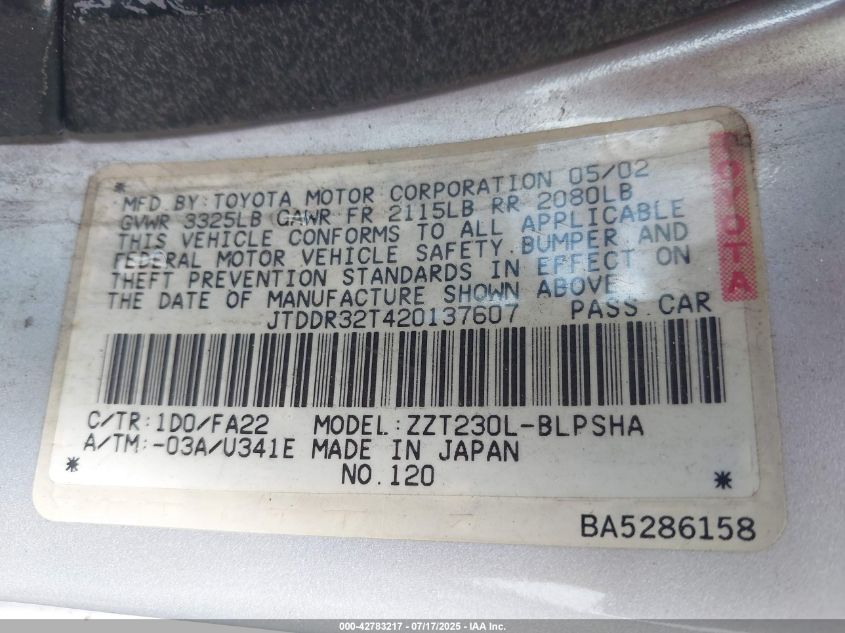 *
MFD BY: TOYOTA MOTOR CORPORATION 05/02
GVWR 3325LB GAWR FR 2115LB RR 2080LB
THIS VEHICLE CONFORMS TO ALL APPLICABLE
FEDERAL MOTOR VEHICLE SAFETY, BUMPER AND
THEFT PREVENTION STANDARDS IN EFFECT ON
THE DATE OF MANUFACTURE SHOWN ABOVE.
JTDDR32T420137607 PASS.CAR
TOYOTA
C/TR:1D0/FA22 MODEL:ZZT230L-BLPSHA
A/TM:-03A/U341E MADE IN JAPAN
* NO.120 *
BA5286158
000-42783217 - 07/17/2025 - IAA Inc.